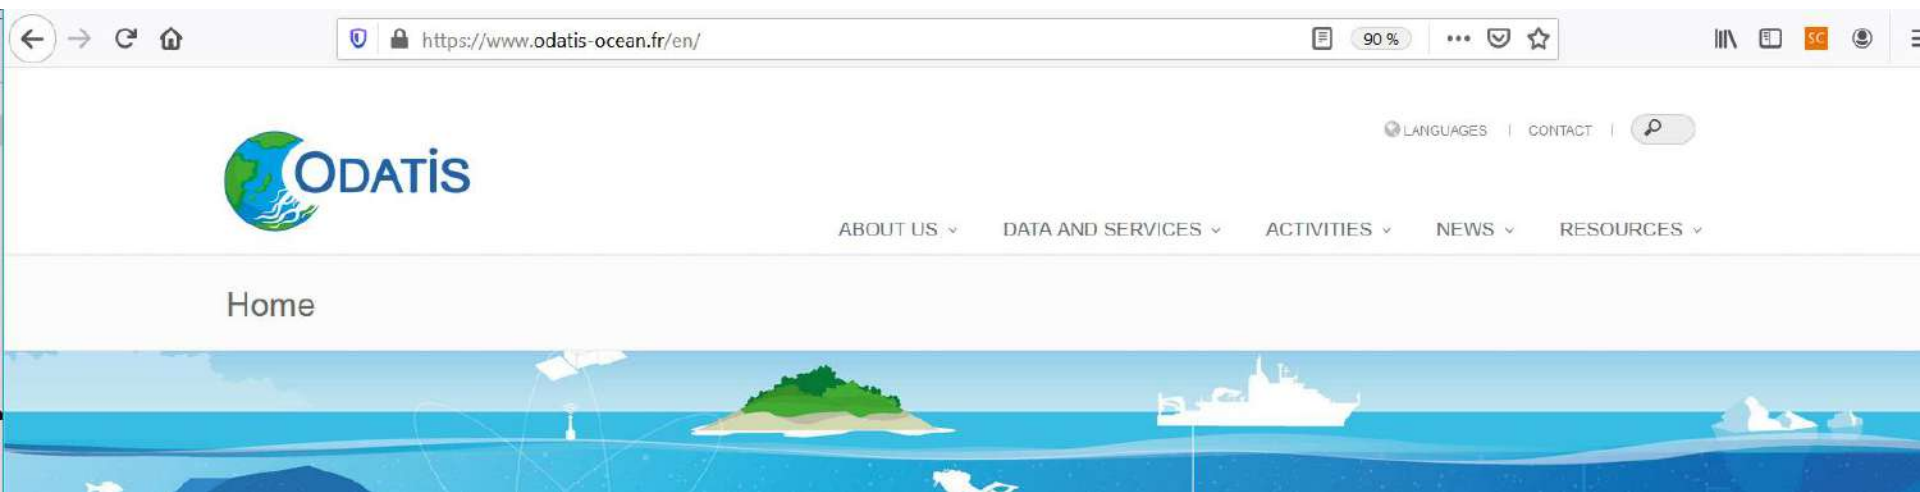 https://www.odatis-ocean.fr/en/
90 %
SC
LANGUAGES | CONTACT |
ODATiS
ABOUT US
DATA AND SERVICES
ACTIVITIES
NEWS
RESOURCES
Home